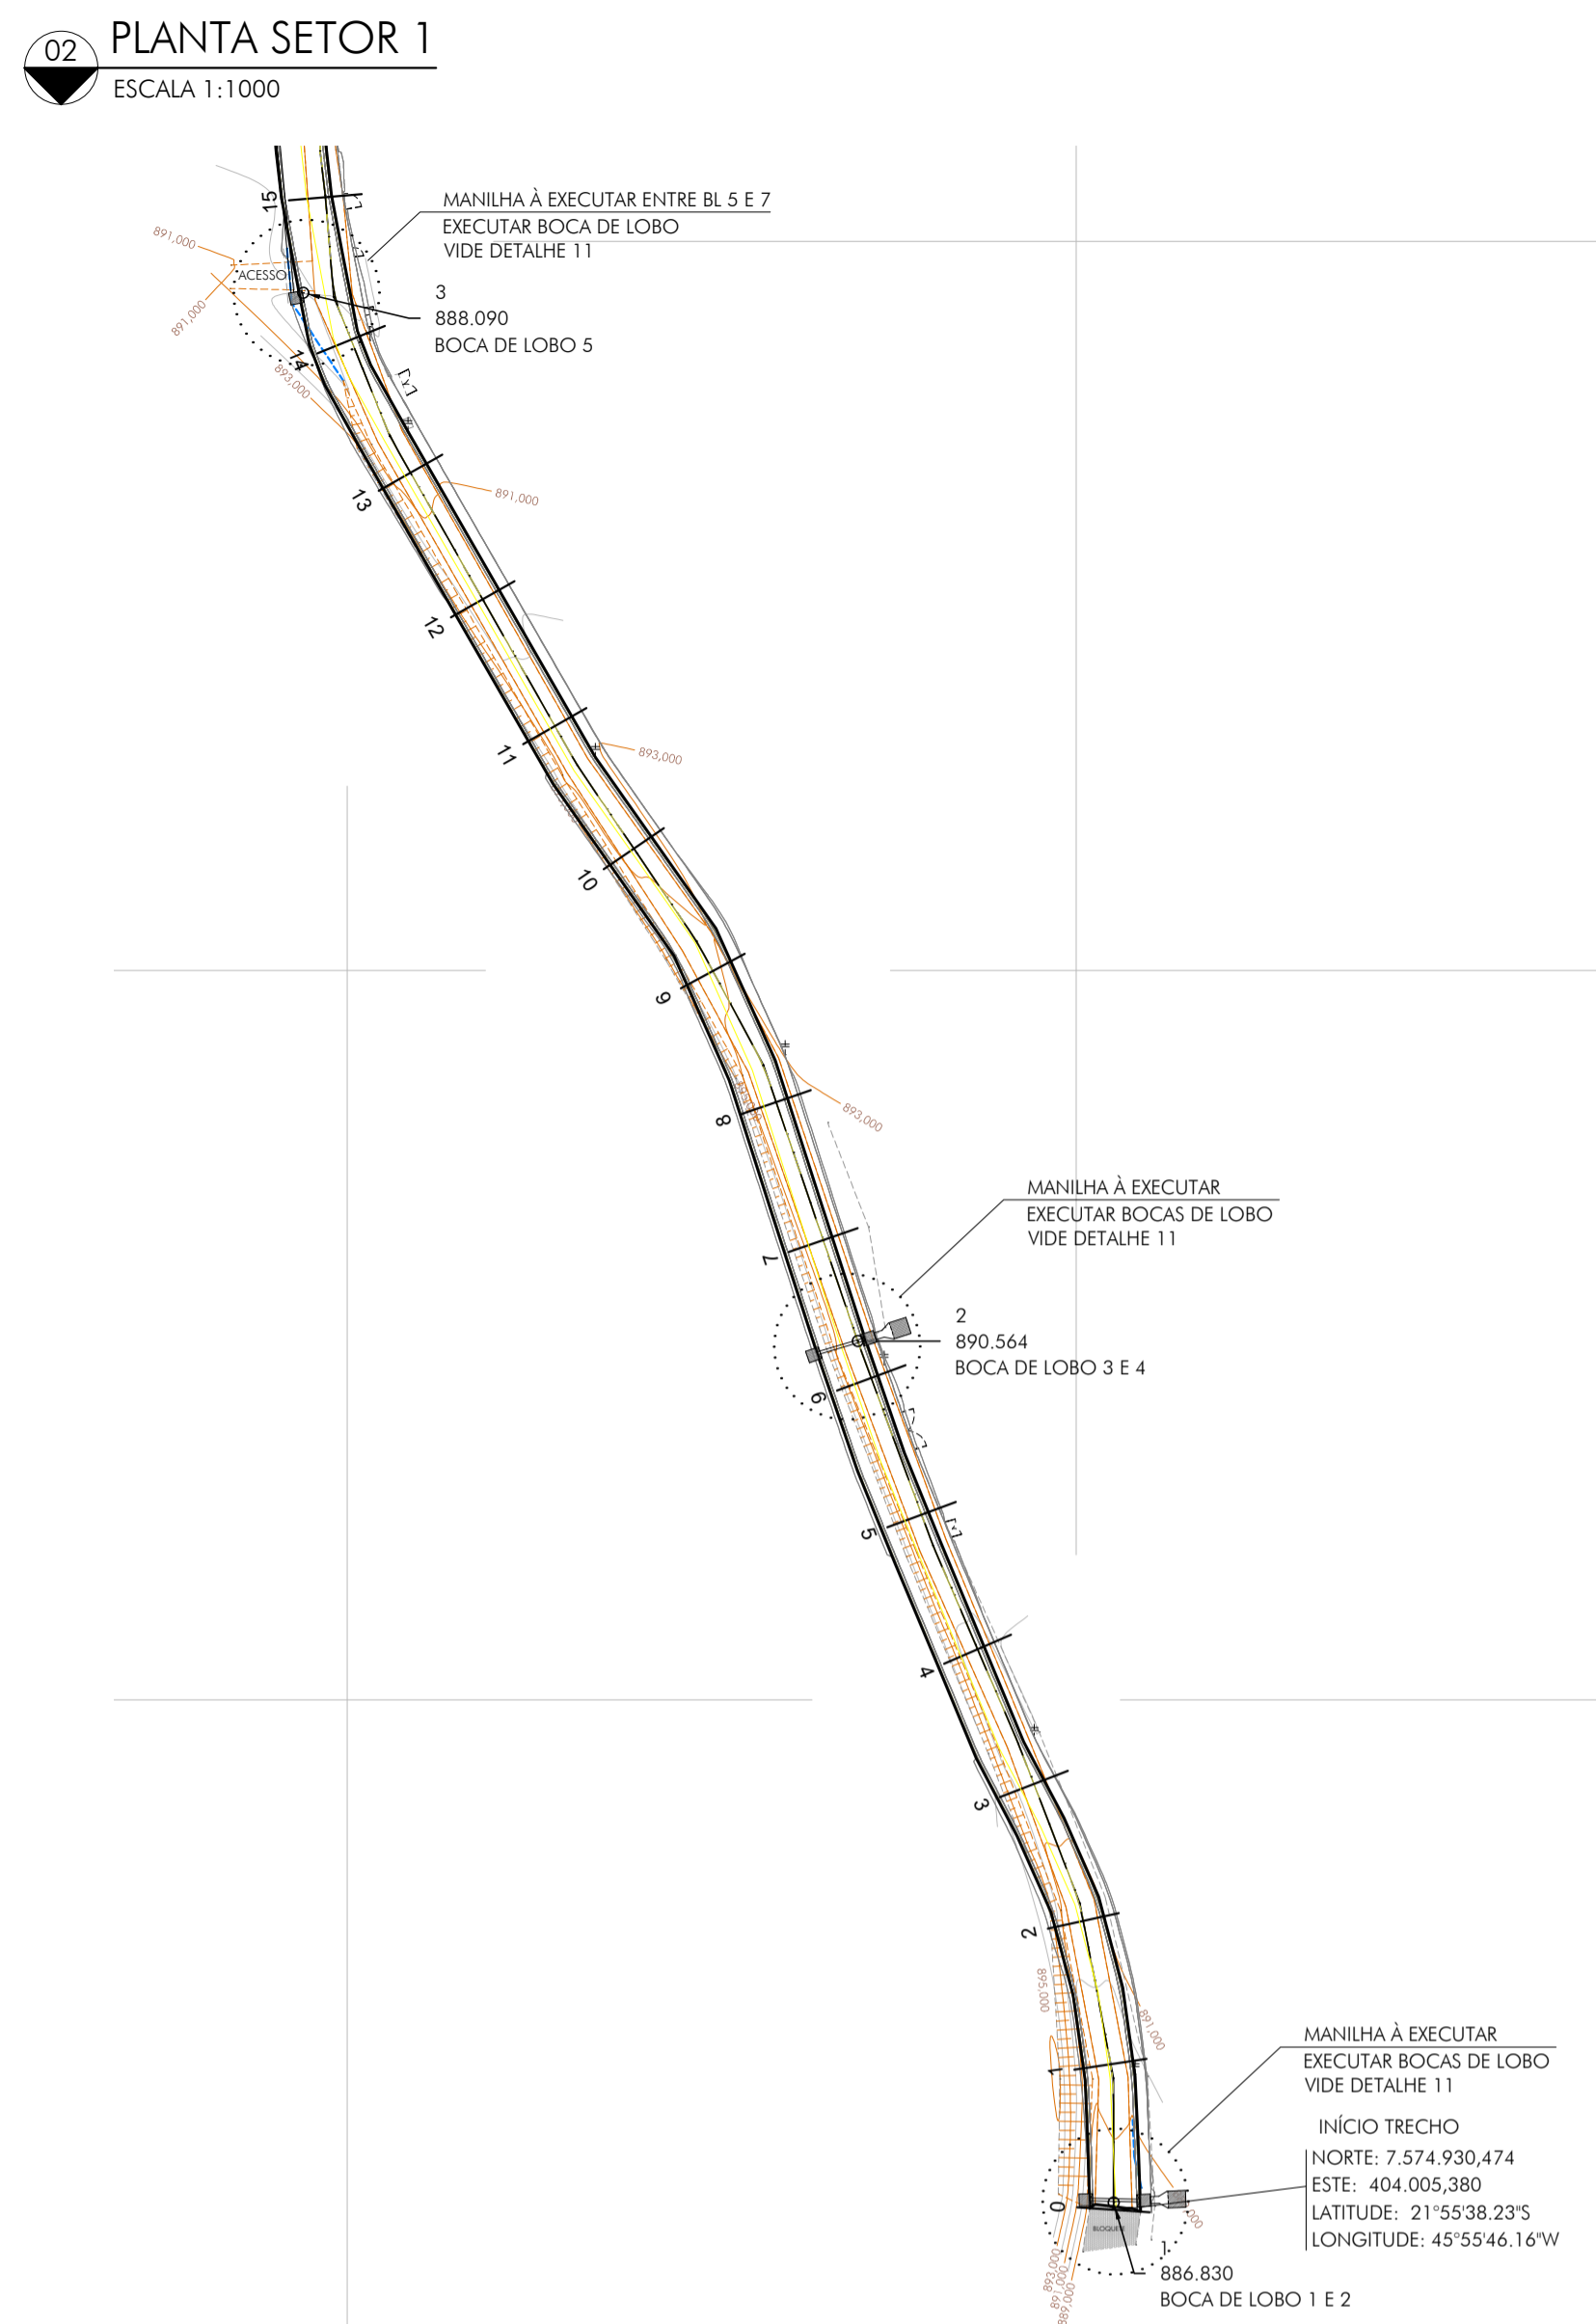 02
PLANTA SETOR 1
ESCALA 1:1000
15
MANILHA À EXECUTAR ENTRE BL 5 E 7
EXECUTAR BOCA DE LOBO
VIDE DETALHE 11
891,000
ACESSO
891,000
3
888.090
BOCA DE LOBO 5
14
893,000
13
891,000
12
11
893,000
10
9
8
893,000
MANILHA À EXECUTAR
EXECUTAR BOCAS DE LOBO
VIDE DETALHE 11
7
2
890.564
BOCA DE LOBO 3 E 4
6
5
4
3
2
895,000
891,000
MANILHA À EXECUTAR
EXECUTAR BOCAS DE LOBO
VIDE DETALHE 11
1
INÍCIO TRECHO
NORTE: 7.574.930,474
ESTE: 404.005,380
LATITUDE: 21°55'38.23"S
LONGITUDE: 45°55'46.16"W
0
1
886.830
BOCA DE LOBO 1 E 2
893,000
891,000
889,000